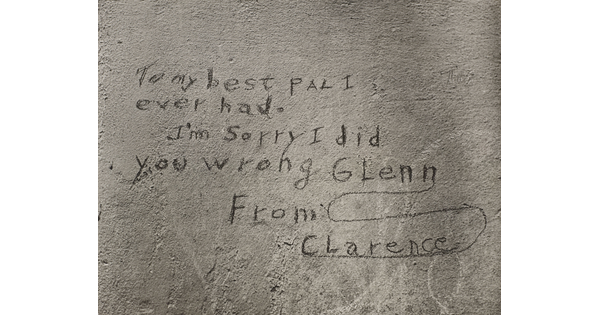 To my best PAL I
ever had.
I'm Sorry I did
you wrong GLenn
From
CLarence